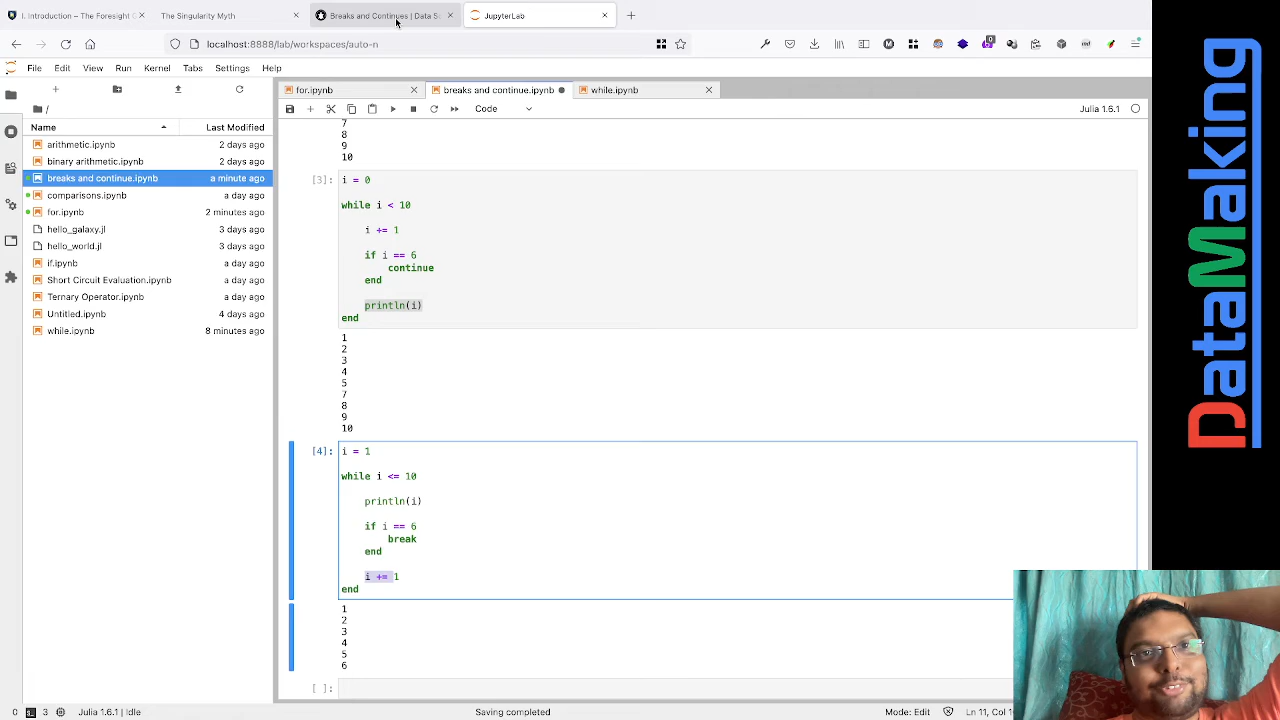 I. Introduction – The Foresight
The Singularity Myth
Breaks and Continues | Data S
JupyterLab
localhost:8888/lab/workspaces/auto-n
File Edit View Run Kernel Tabs Settings Help
for.ipynb
breaks and continue.ipynb
while.ipynb
Code
Julia 1.6.1
/
Name
Last Modified
arithmetic.ipynb 2 days ago
binary arithmetic.ipynb 2 days ago
breaks and continue.ipynb a minute ago
comparisons.ipynb a day ago
for.ipynb 2 minutes ago
hello_galaxy.jl 3 days ago
hello_world.jl 3 days ago
if.ipynb a day ago
Short Circuit Evaluation.ipynb a day ago
Ternary Operator.ipynb a day ago
Untitled.ipynb 4 days ago
while.ipynb 8 minutes ago
7
8
9
10
[3]: i = 0
while i < 10
i += 1
if i == 6
continue
end
println(i)
end
1
2
3
4
5
7
8
9
10
[4]: i = 1
while i <= 10
println(i)
if i == 6
break
end
i += 1
end
1
2
3
4
5
6
[ ]:
0
3
Julia 1.6.1 | Idle
Saving completed
Mode: Edit
Ln 11, Col
DataMaking